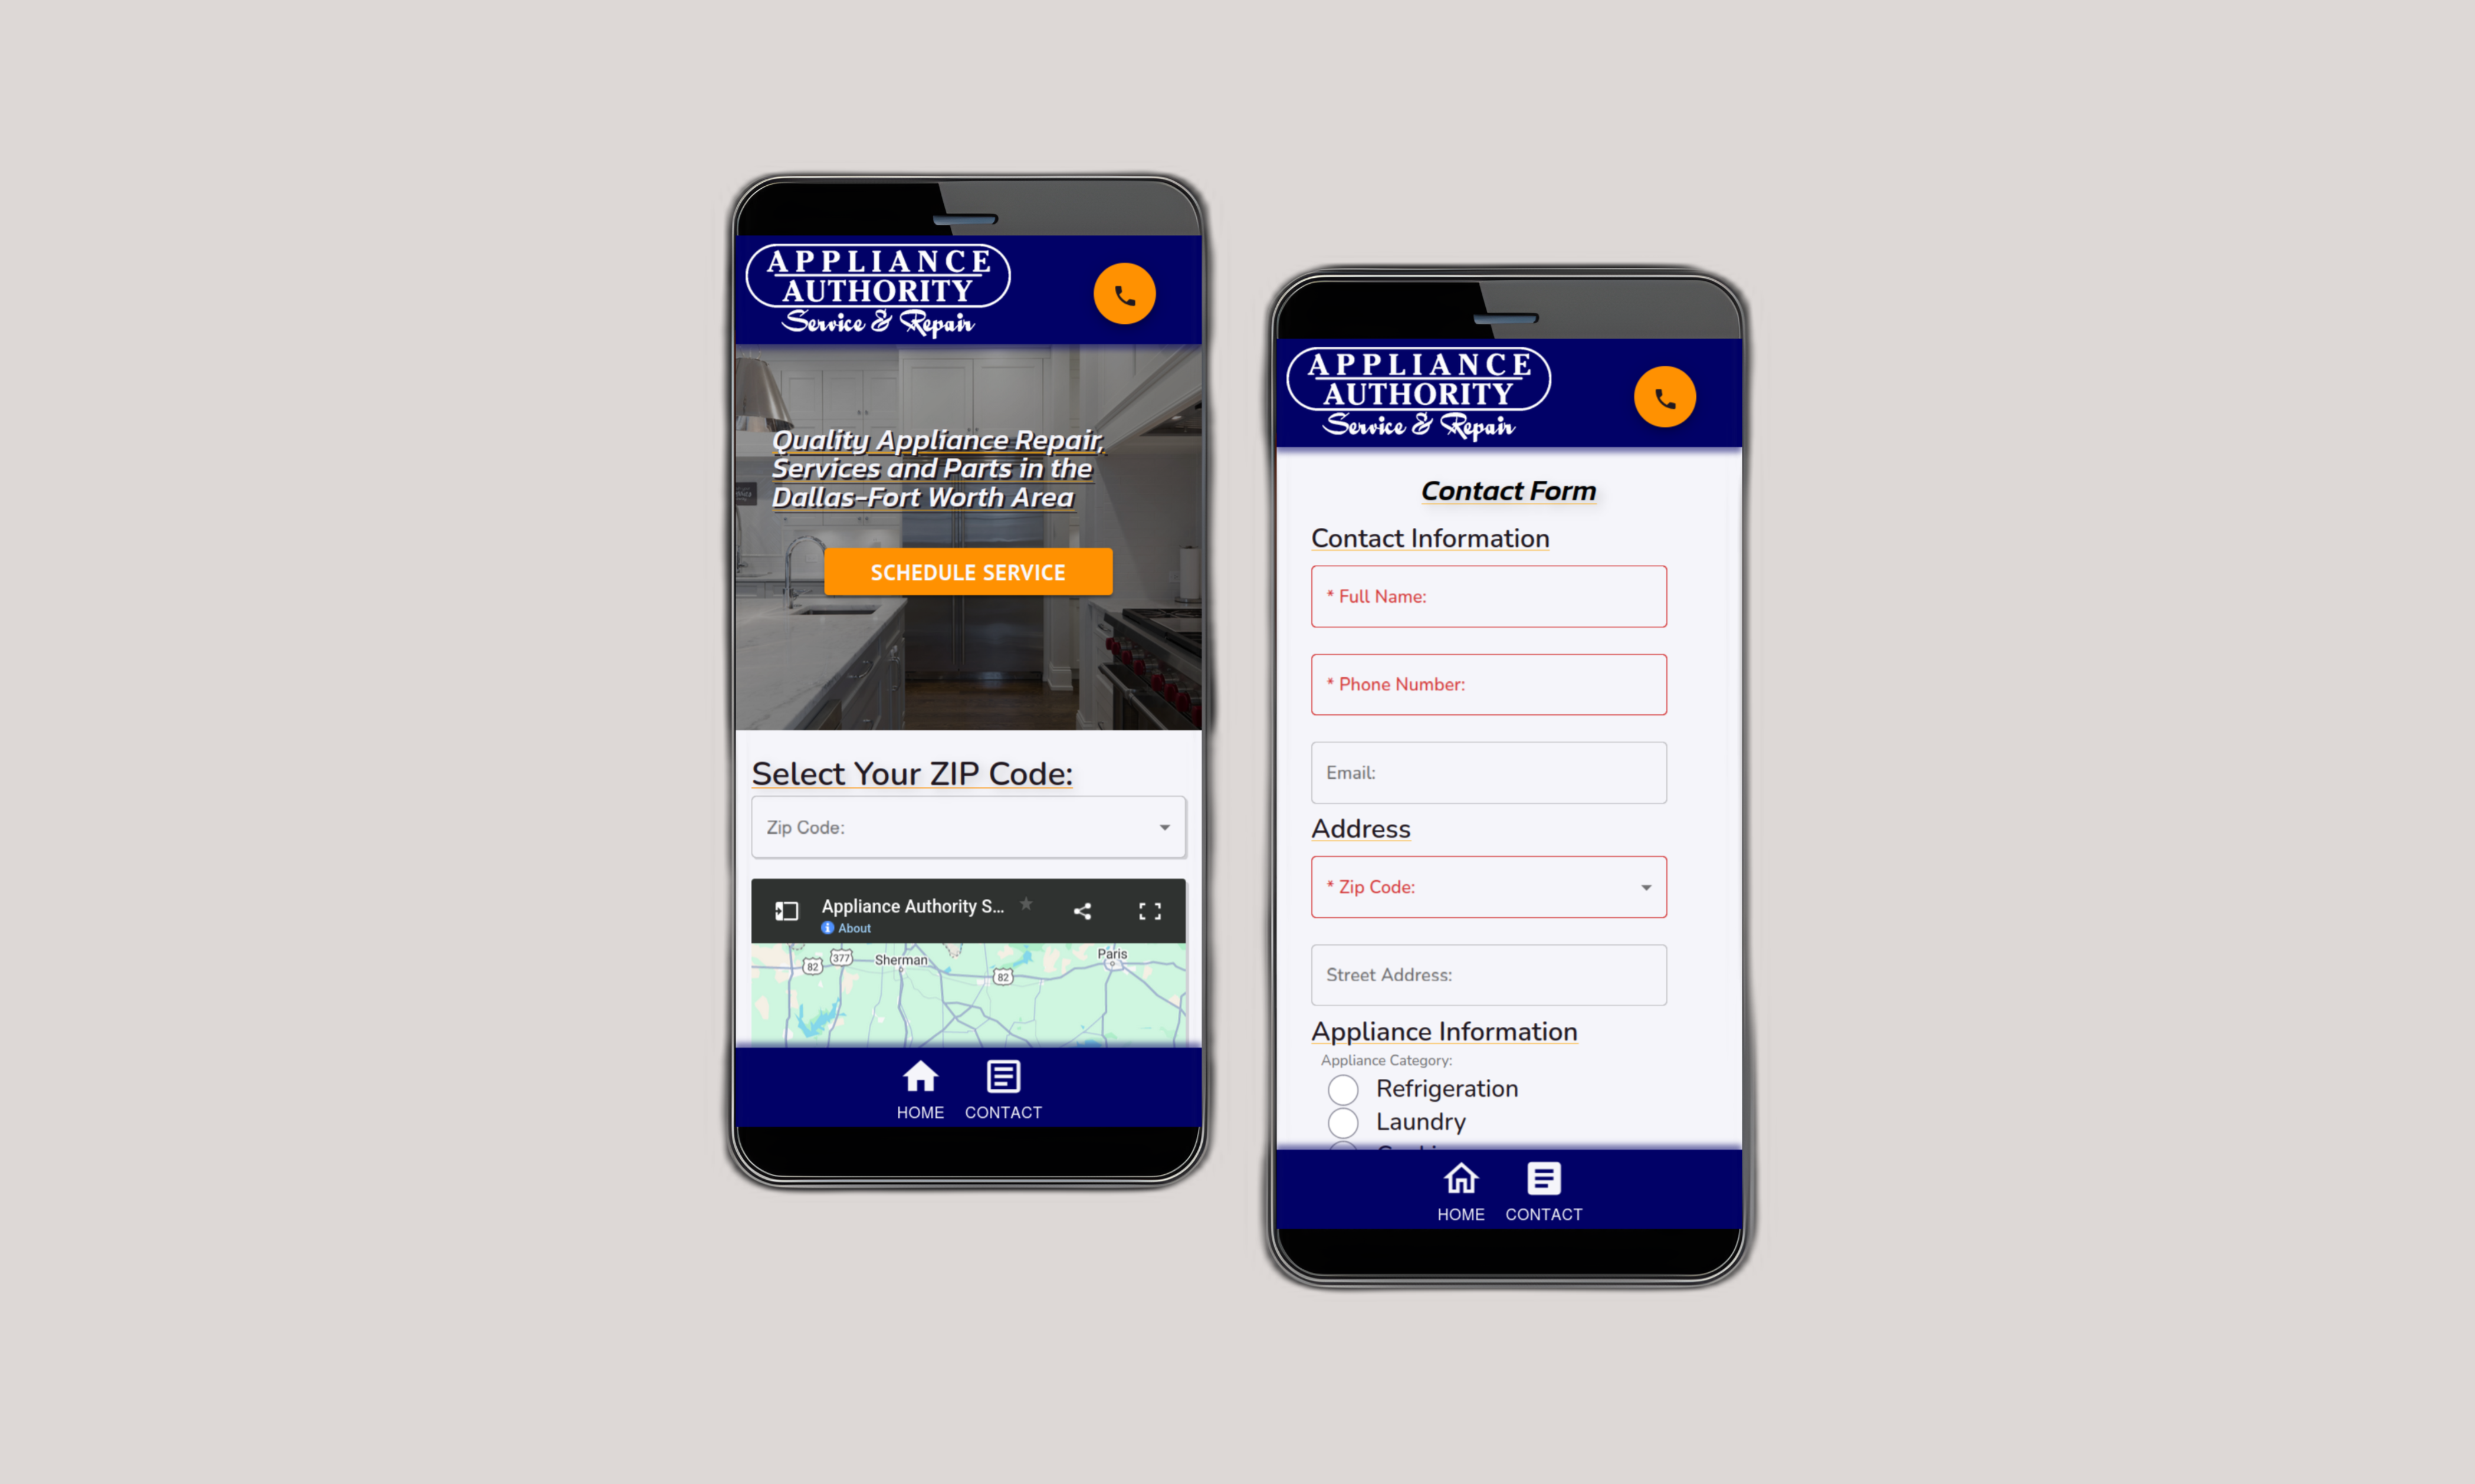 APPLIANCE
AUTHORITY
Service & Repair
Quality Appliance Repair,
Services and Parts in the
Dallas-Fort Worth Area
SCHEDULE SERVICE
Select Your ZIP Code:
Zip Code:
Appliance Authority S...
About
82
377
Sherman
82
Paris
HOME
CONTACT
APPLIANCE
AUTHORITY
Service & Repair
Contact Form
Contact Information
* Full Name:
* Phone Number:
Email:
Address
* Zip Code:
Street Address:
Appliance Information
Appliance Category:
Refrigeration
Laundry
HOME
CONTACT